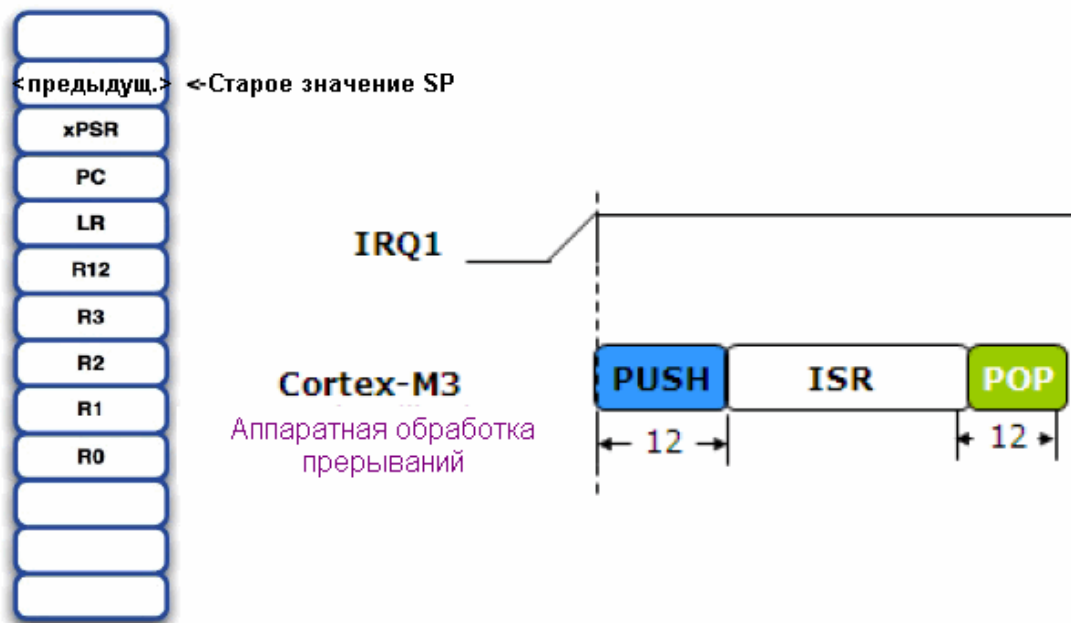 <предыдущ.> <-Старое значение SP
xPSR
PC
LR
R12
R3
R2
R1
R0
IRQ1
Cortex-M3
Аппаратная обработка
прерываний
PUSH ISR POP
12 12